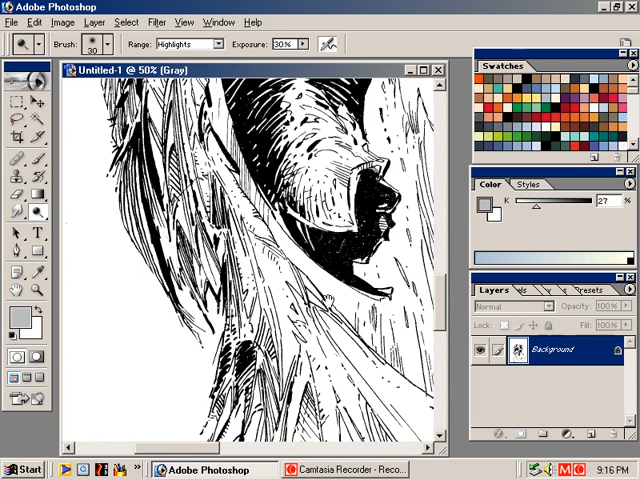 Adobe Photoshop
File Edit Image Layer Select Filter View Window Help
Brush: 30 Range: Highlights Exposure: 30%
Untitled-1 @ 50% (Gray)
Swatches
Color Styles
K 27 %
Layers resets
Normal Opacity: 100%
Lock: Fill: 100%
Background
T
Start Adobe Photoshop Camtasia Recorder - Reco... 9:16 PM